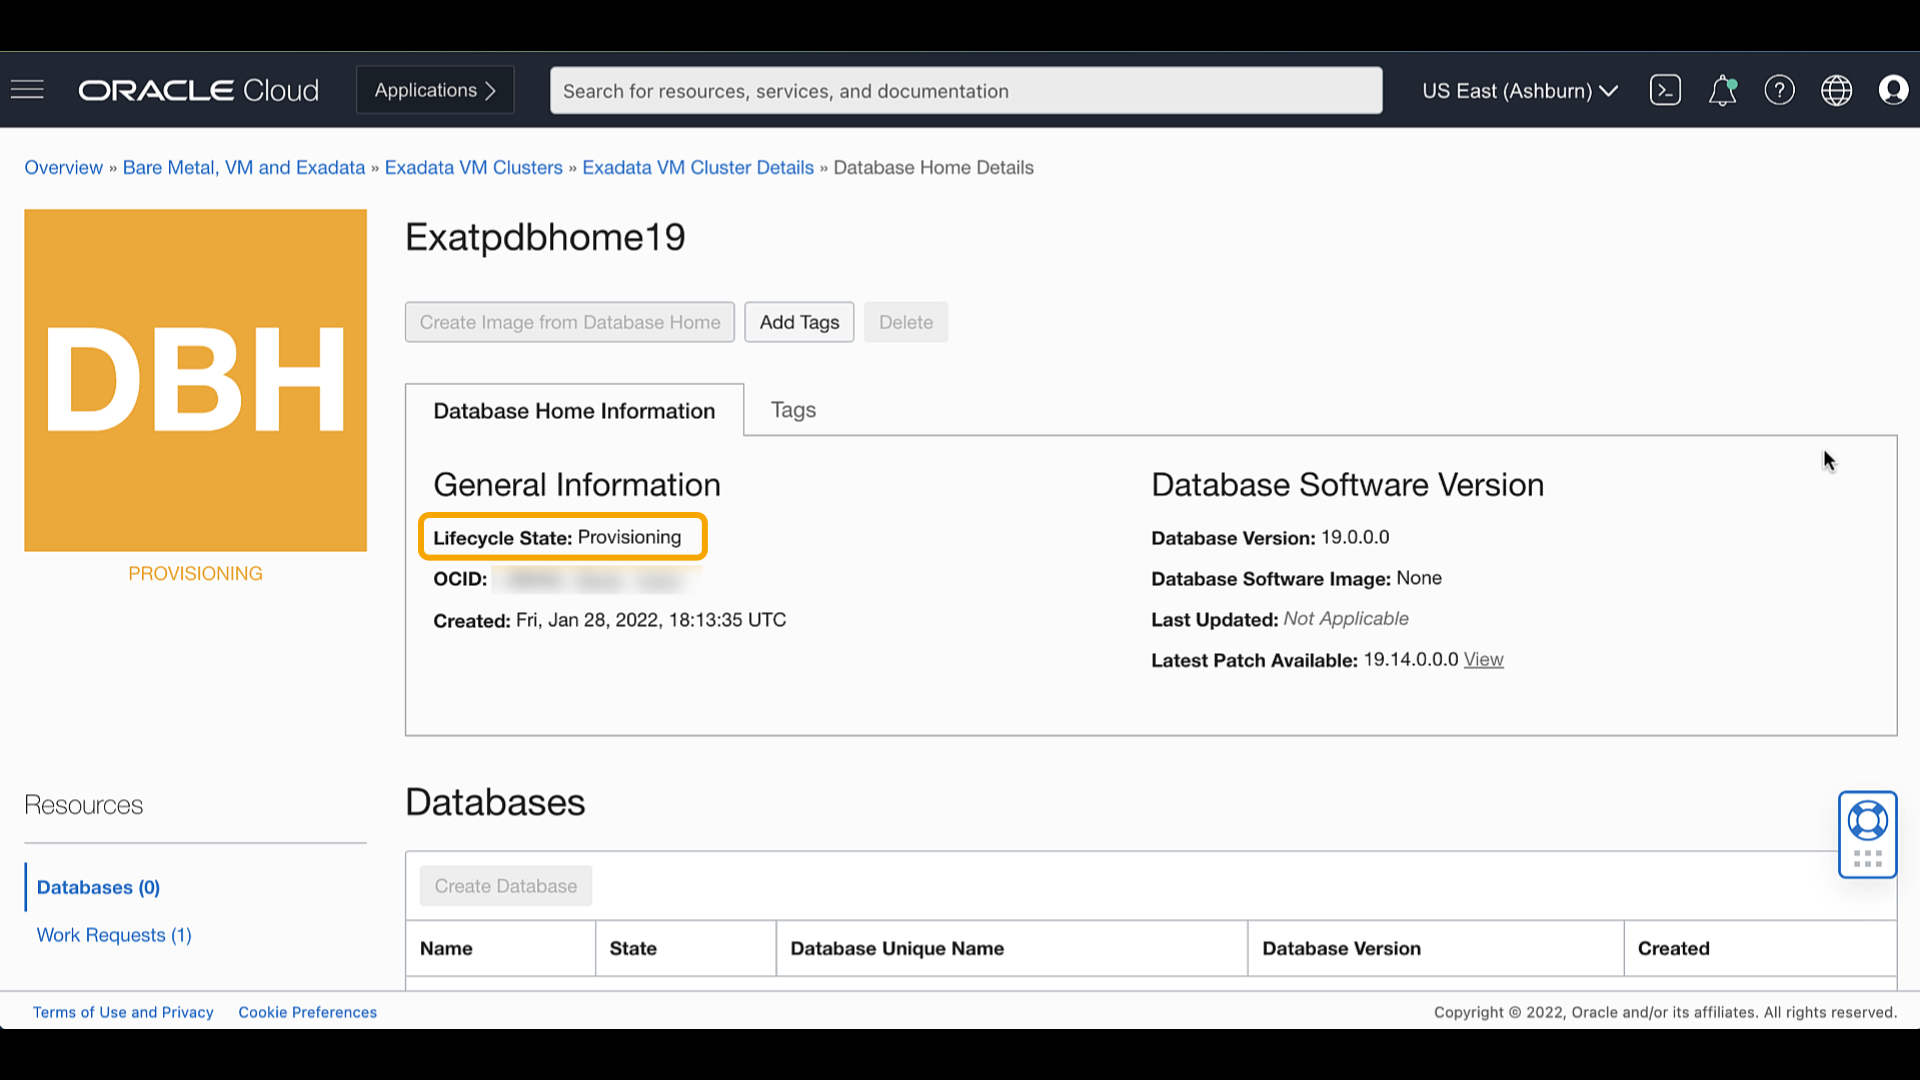 ORACLE Cloud
Applications
Search for resources, services, and documentation
US East (Ashburn)
Overview » Bare Metal, VM and Exadata » Exadata VM Clusters » Exadata VM Cluster Details » Database Home Details
DBH
PROVISIONING
Exatpdbhome19
Create Image from Database Home
Add Tags
Delete
Database Home Information
Tags
General Information
Lifecycle State: Provisioning
OCID:
Created: Fri, Jan 28, 2022, 18:13:35 UTC
Database Software Version
Database Version: 19.0.0.0
Database Software Image: None
Last Updated: Not Applicable
Latest Patch Available: 19.14.0.0.0 View
Resources
Databases (0)
Work Requests (1)
Databases
Create Database
Name
State
Database Unique Name
Database Version
Created
Terms of Use and Privacy
Cookie Preferences
Copyright © 2022, Oracle and/or its affiliates. All rights reserved.